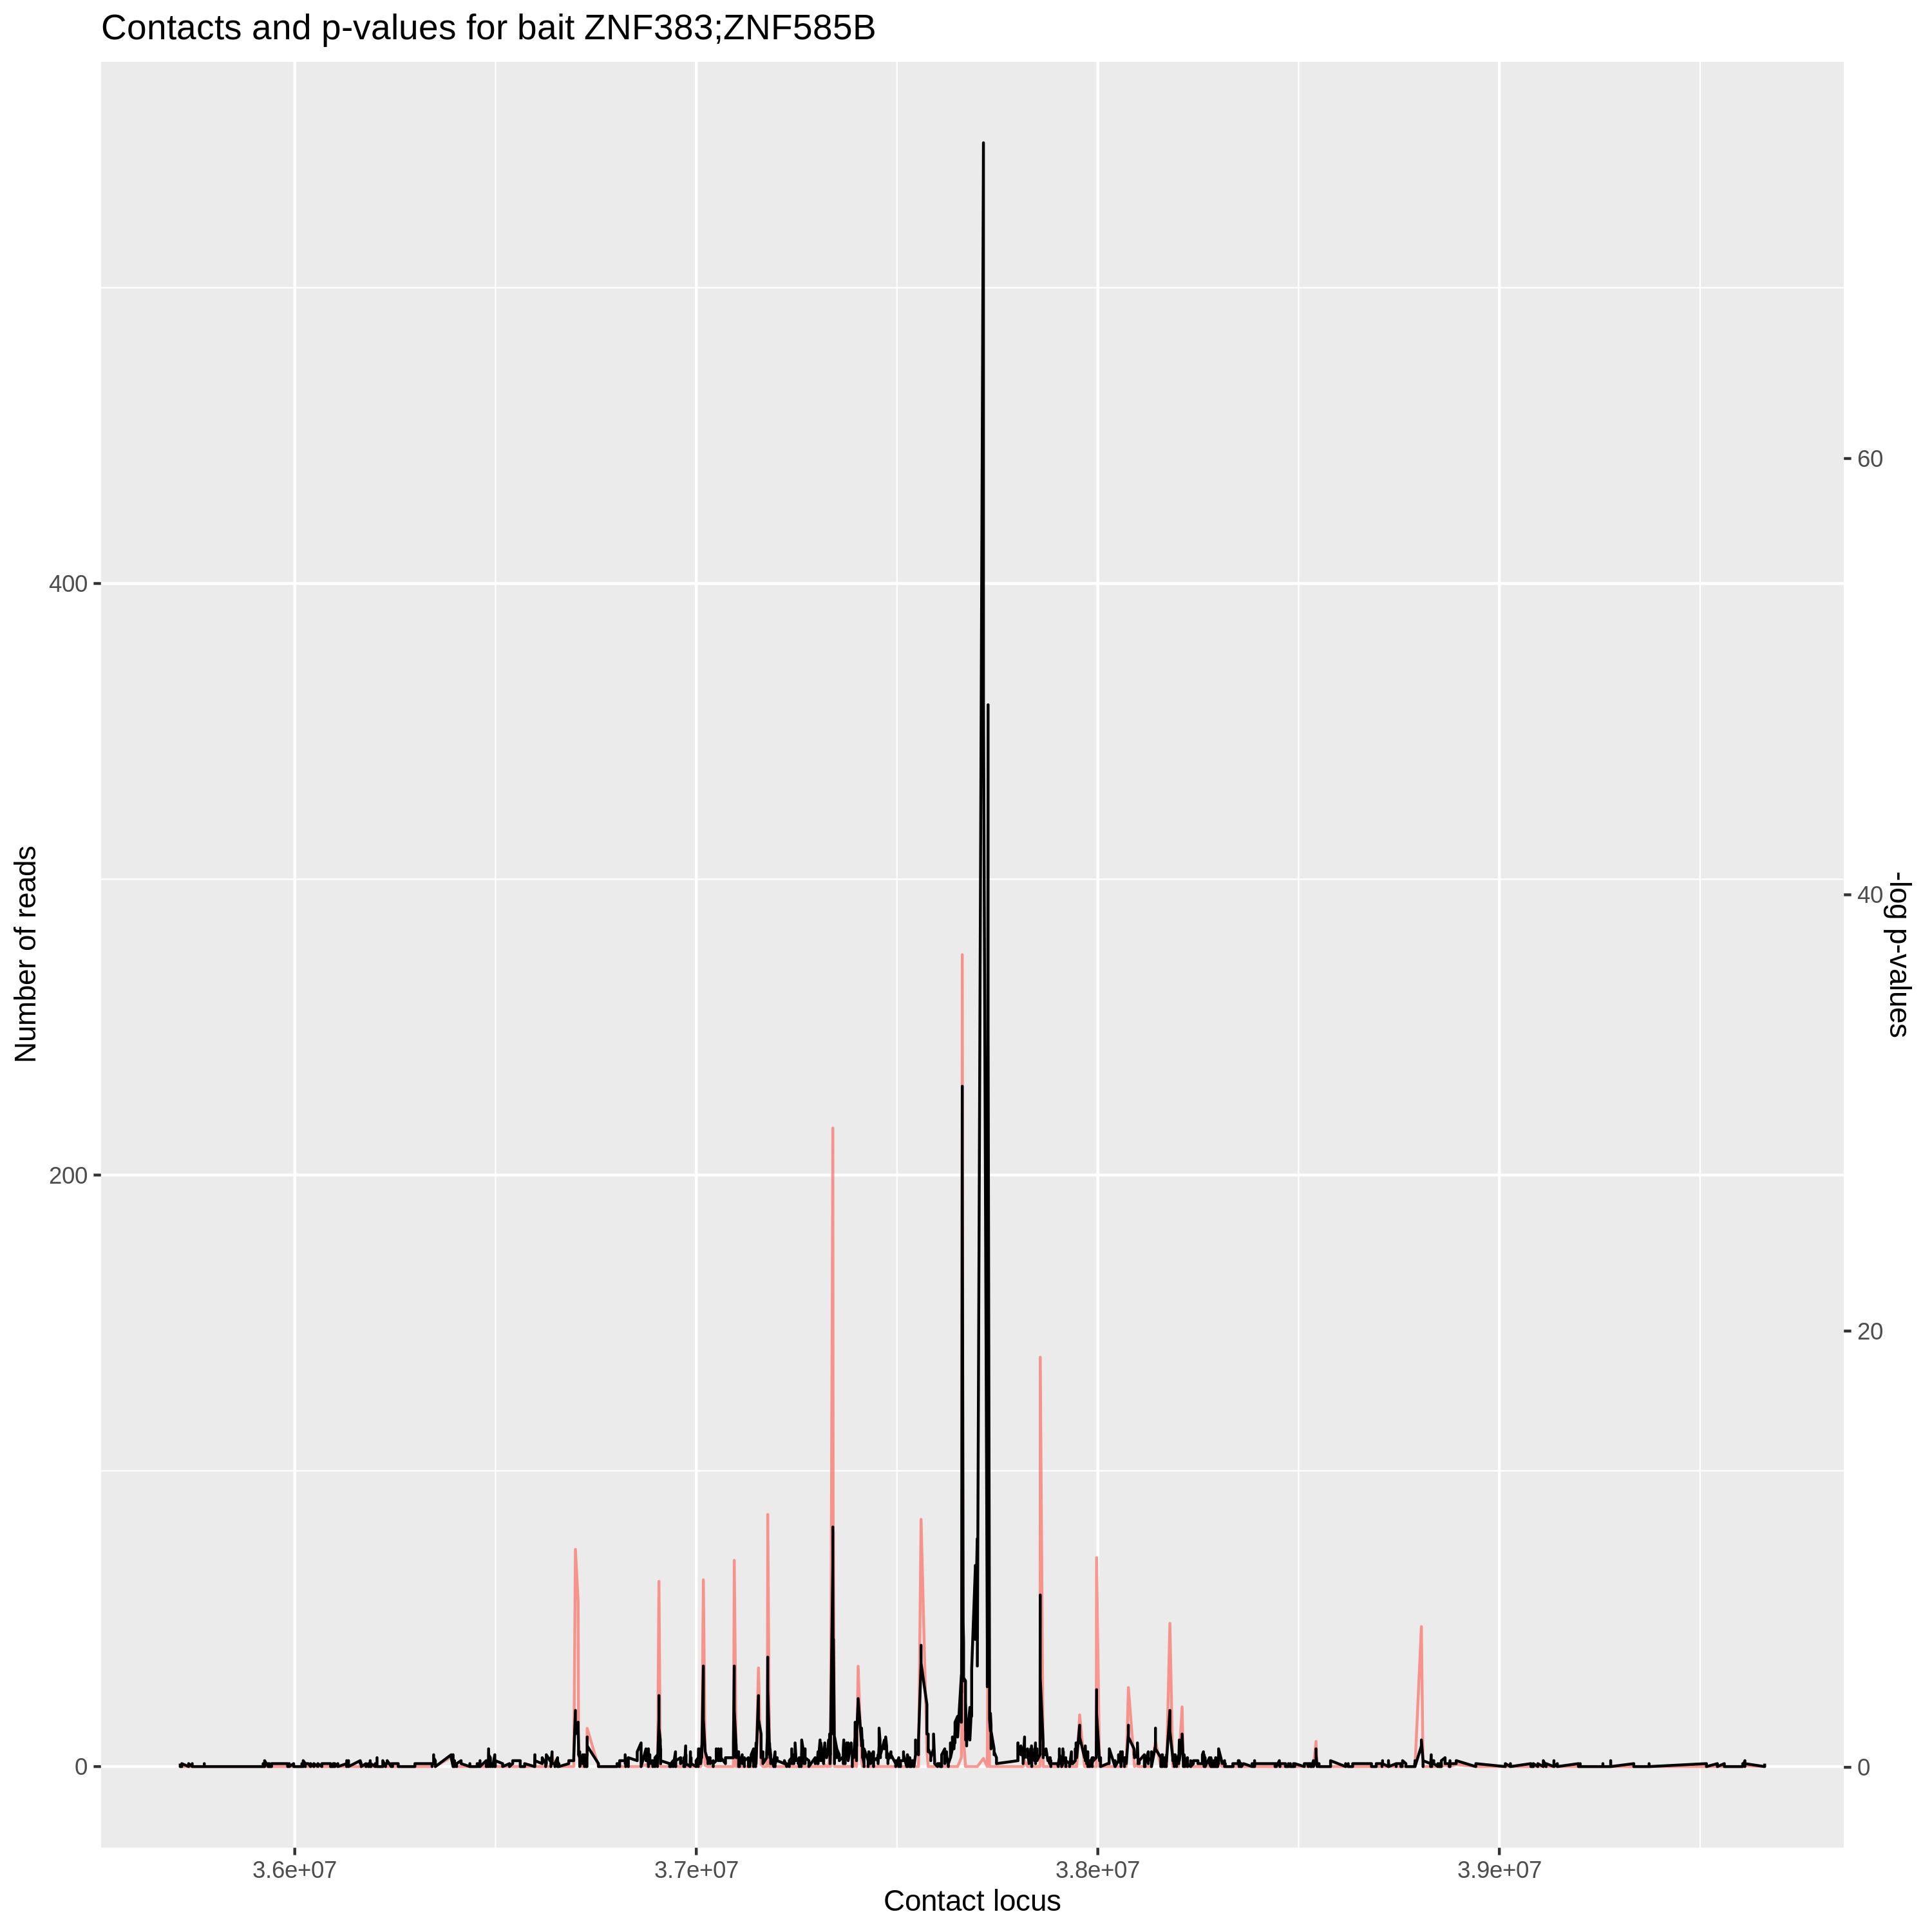 Contacts and p-values for bait ZNF383;ZNF585B
Number of reads
400
200
0
60
40
20
0
-log p-values
3.6e+07
3.7e+07
3.8e+07
3.9e+07
Contact locus